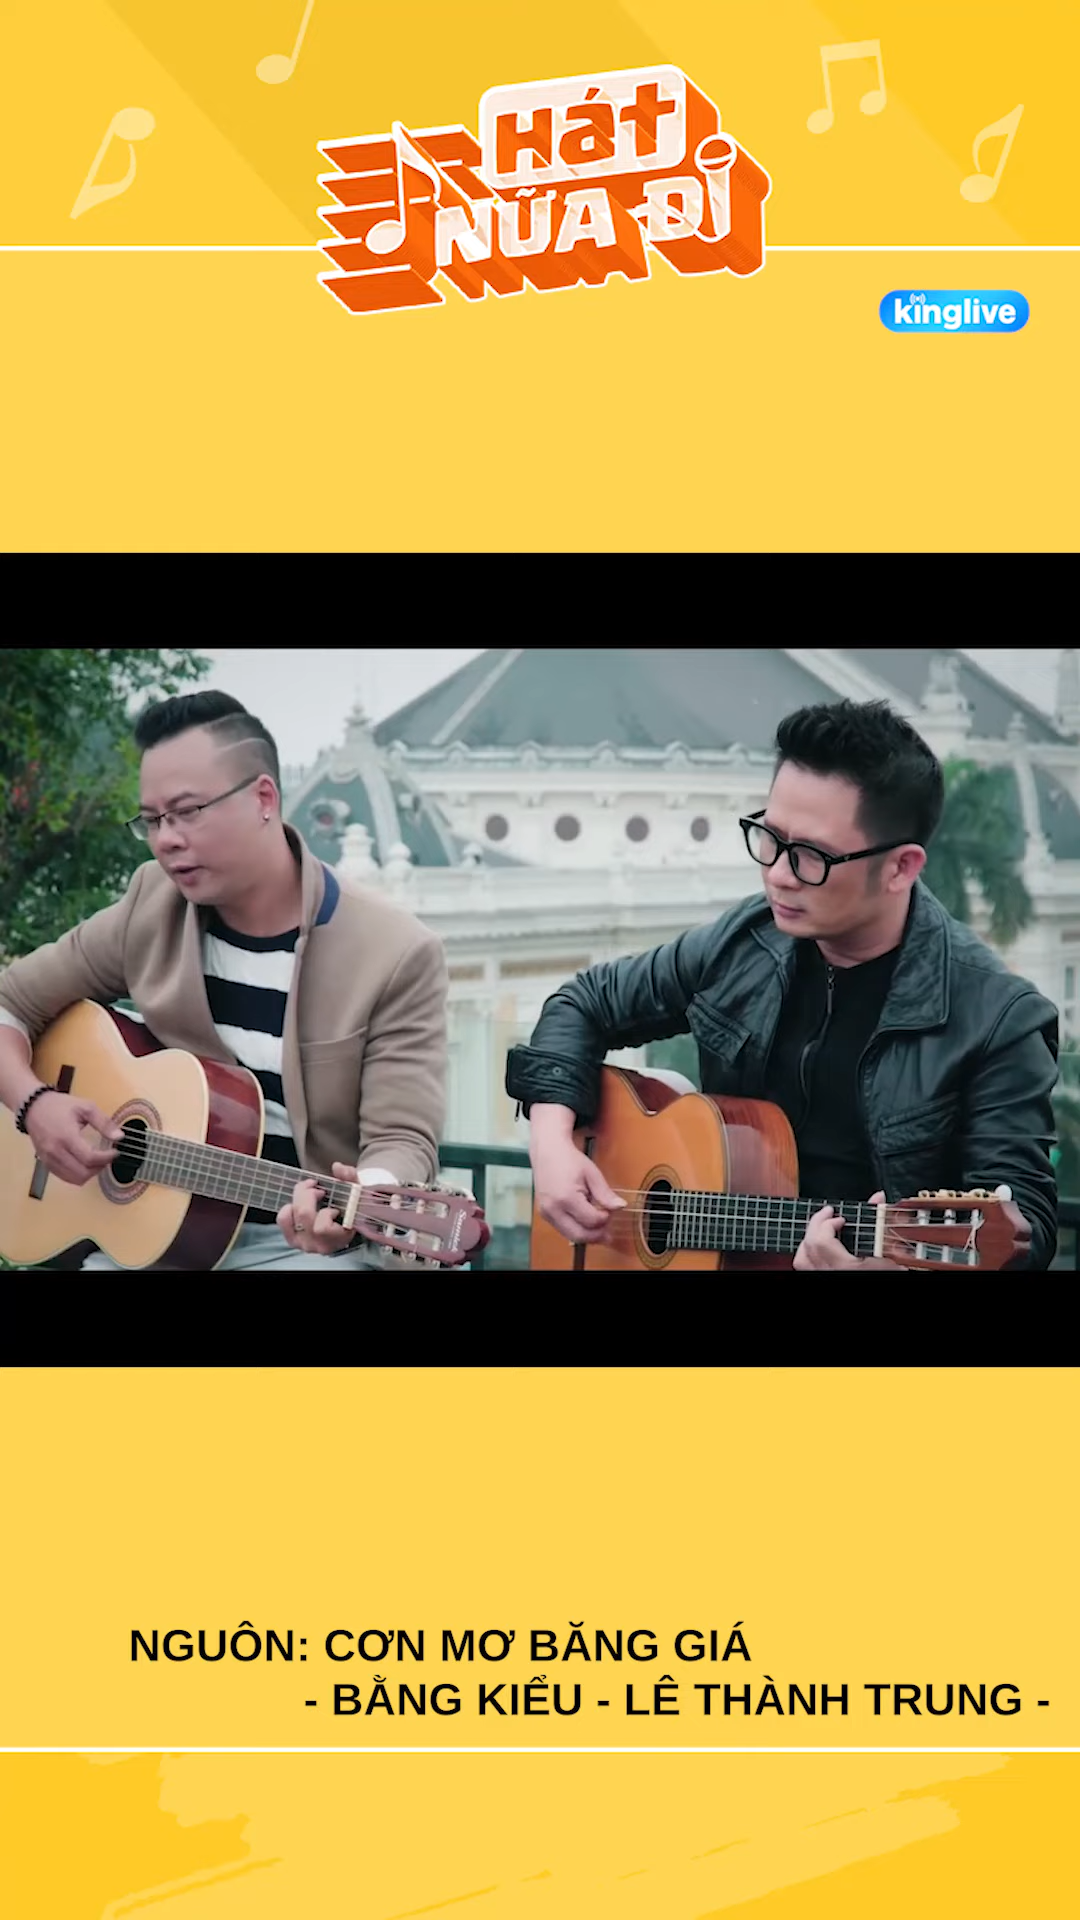 Hát
NỮA ĐI
kinglive
NGUÔN: CƠN MƠ BĂNG GIÁ
- BẰNG KIỂU - LÊ THÀNH TRUNG -